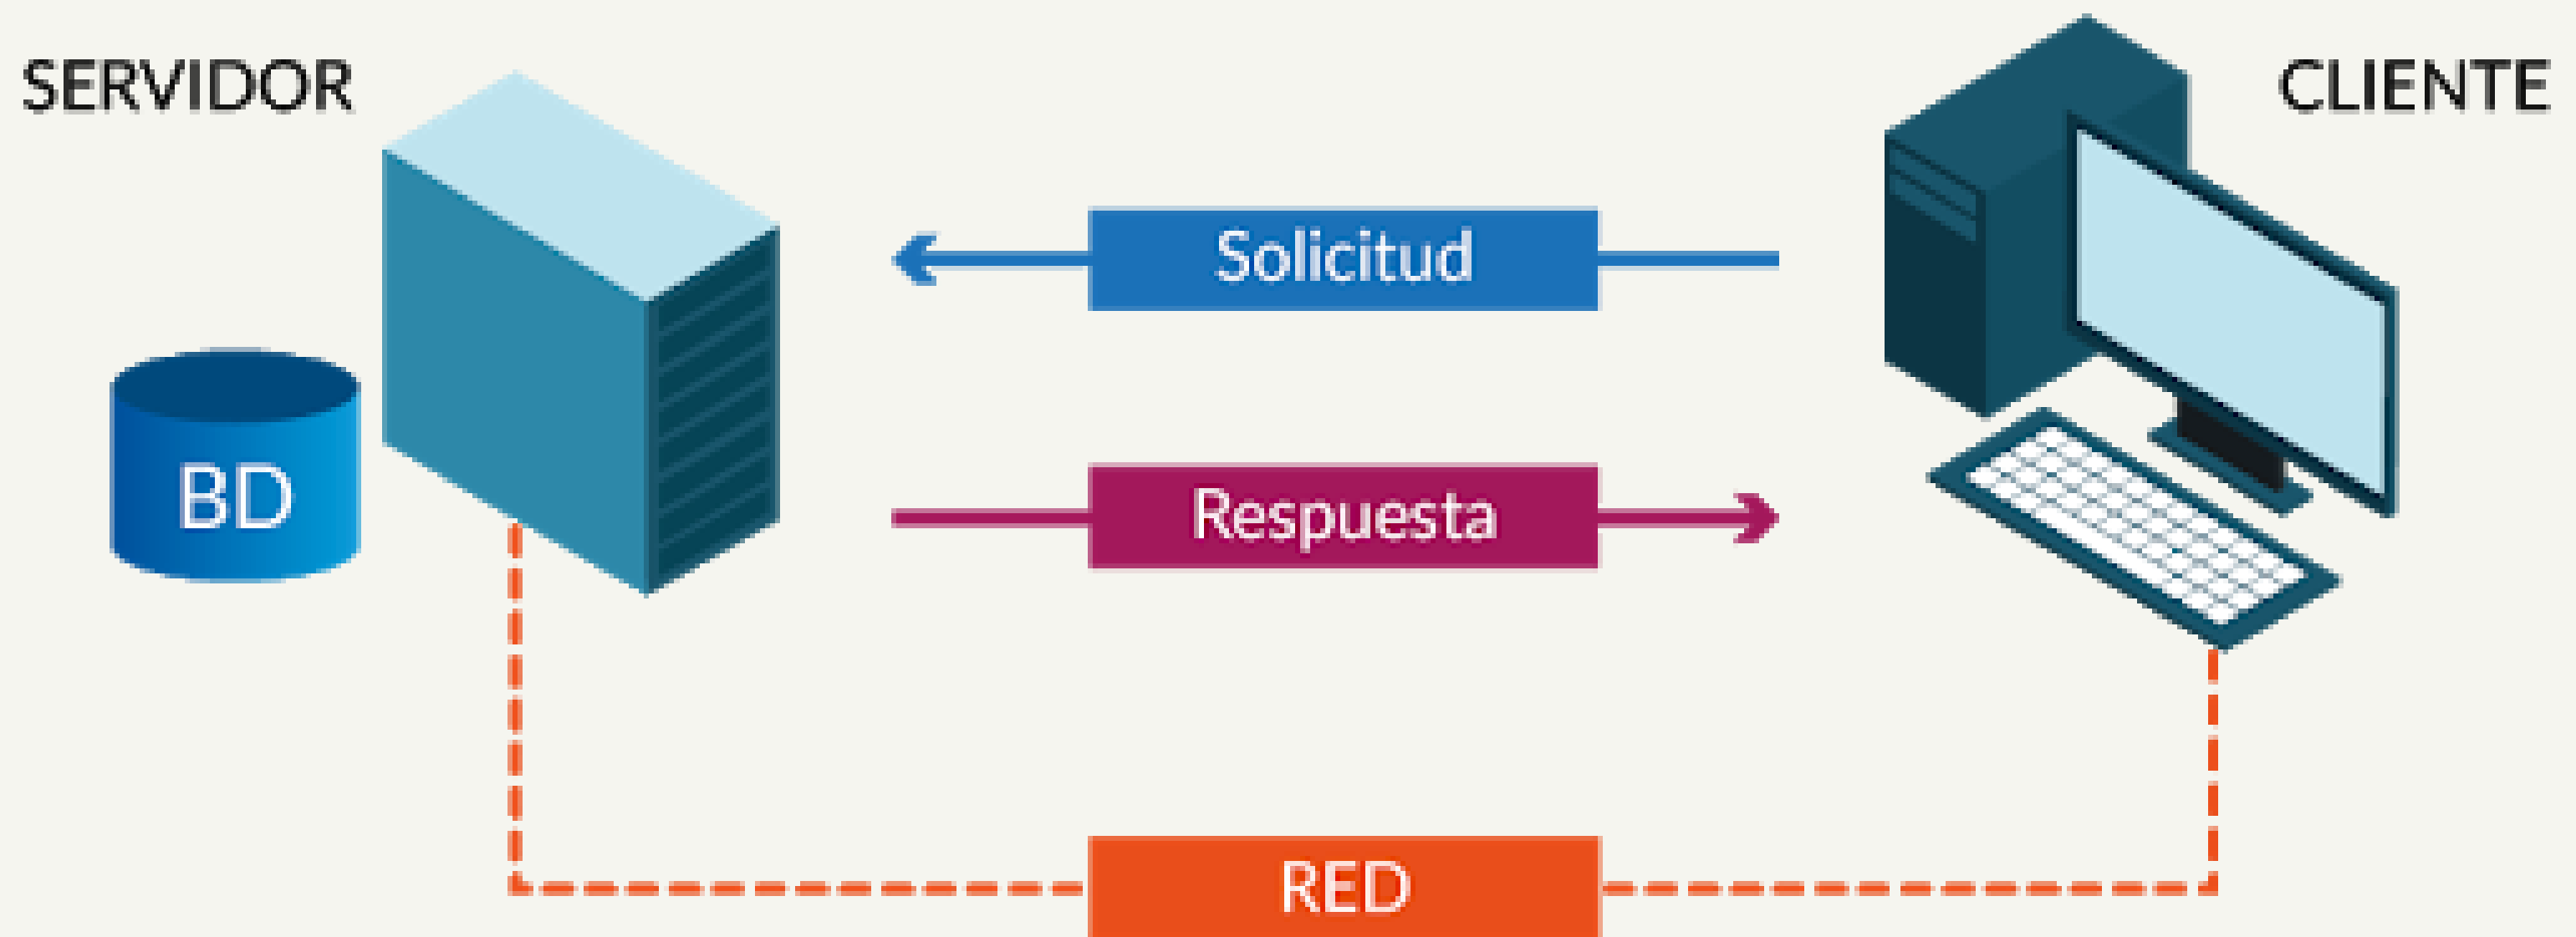 SERVIDOR
CLIENTE
Solicitud
BD
Respuesta
RED